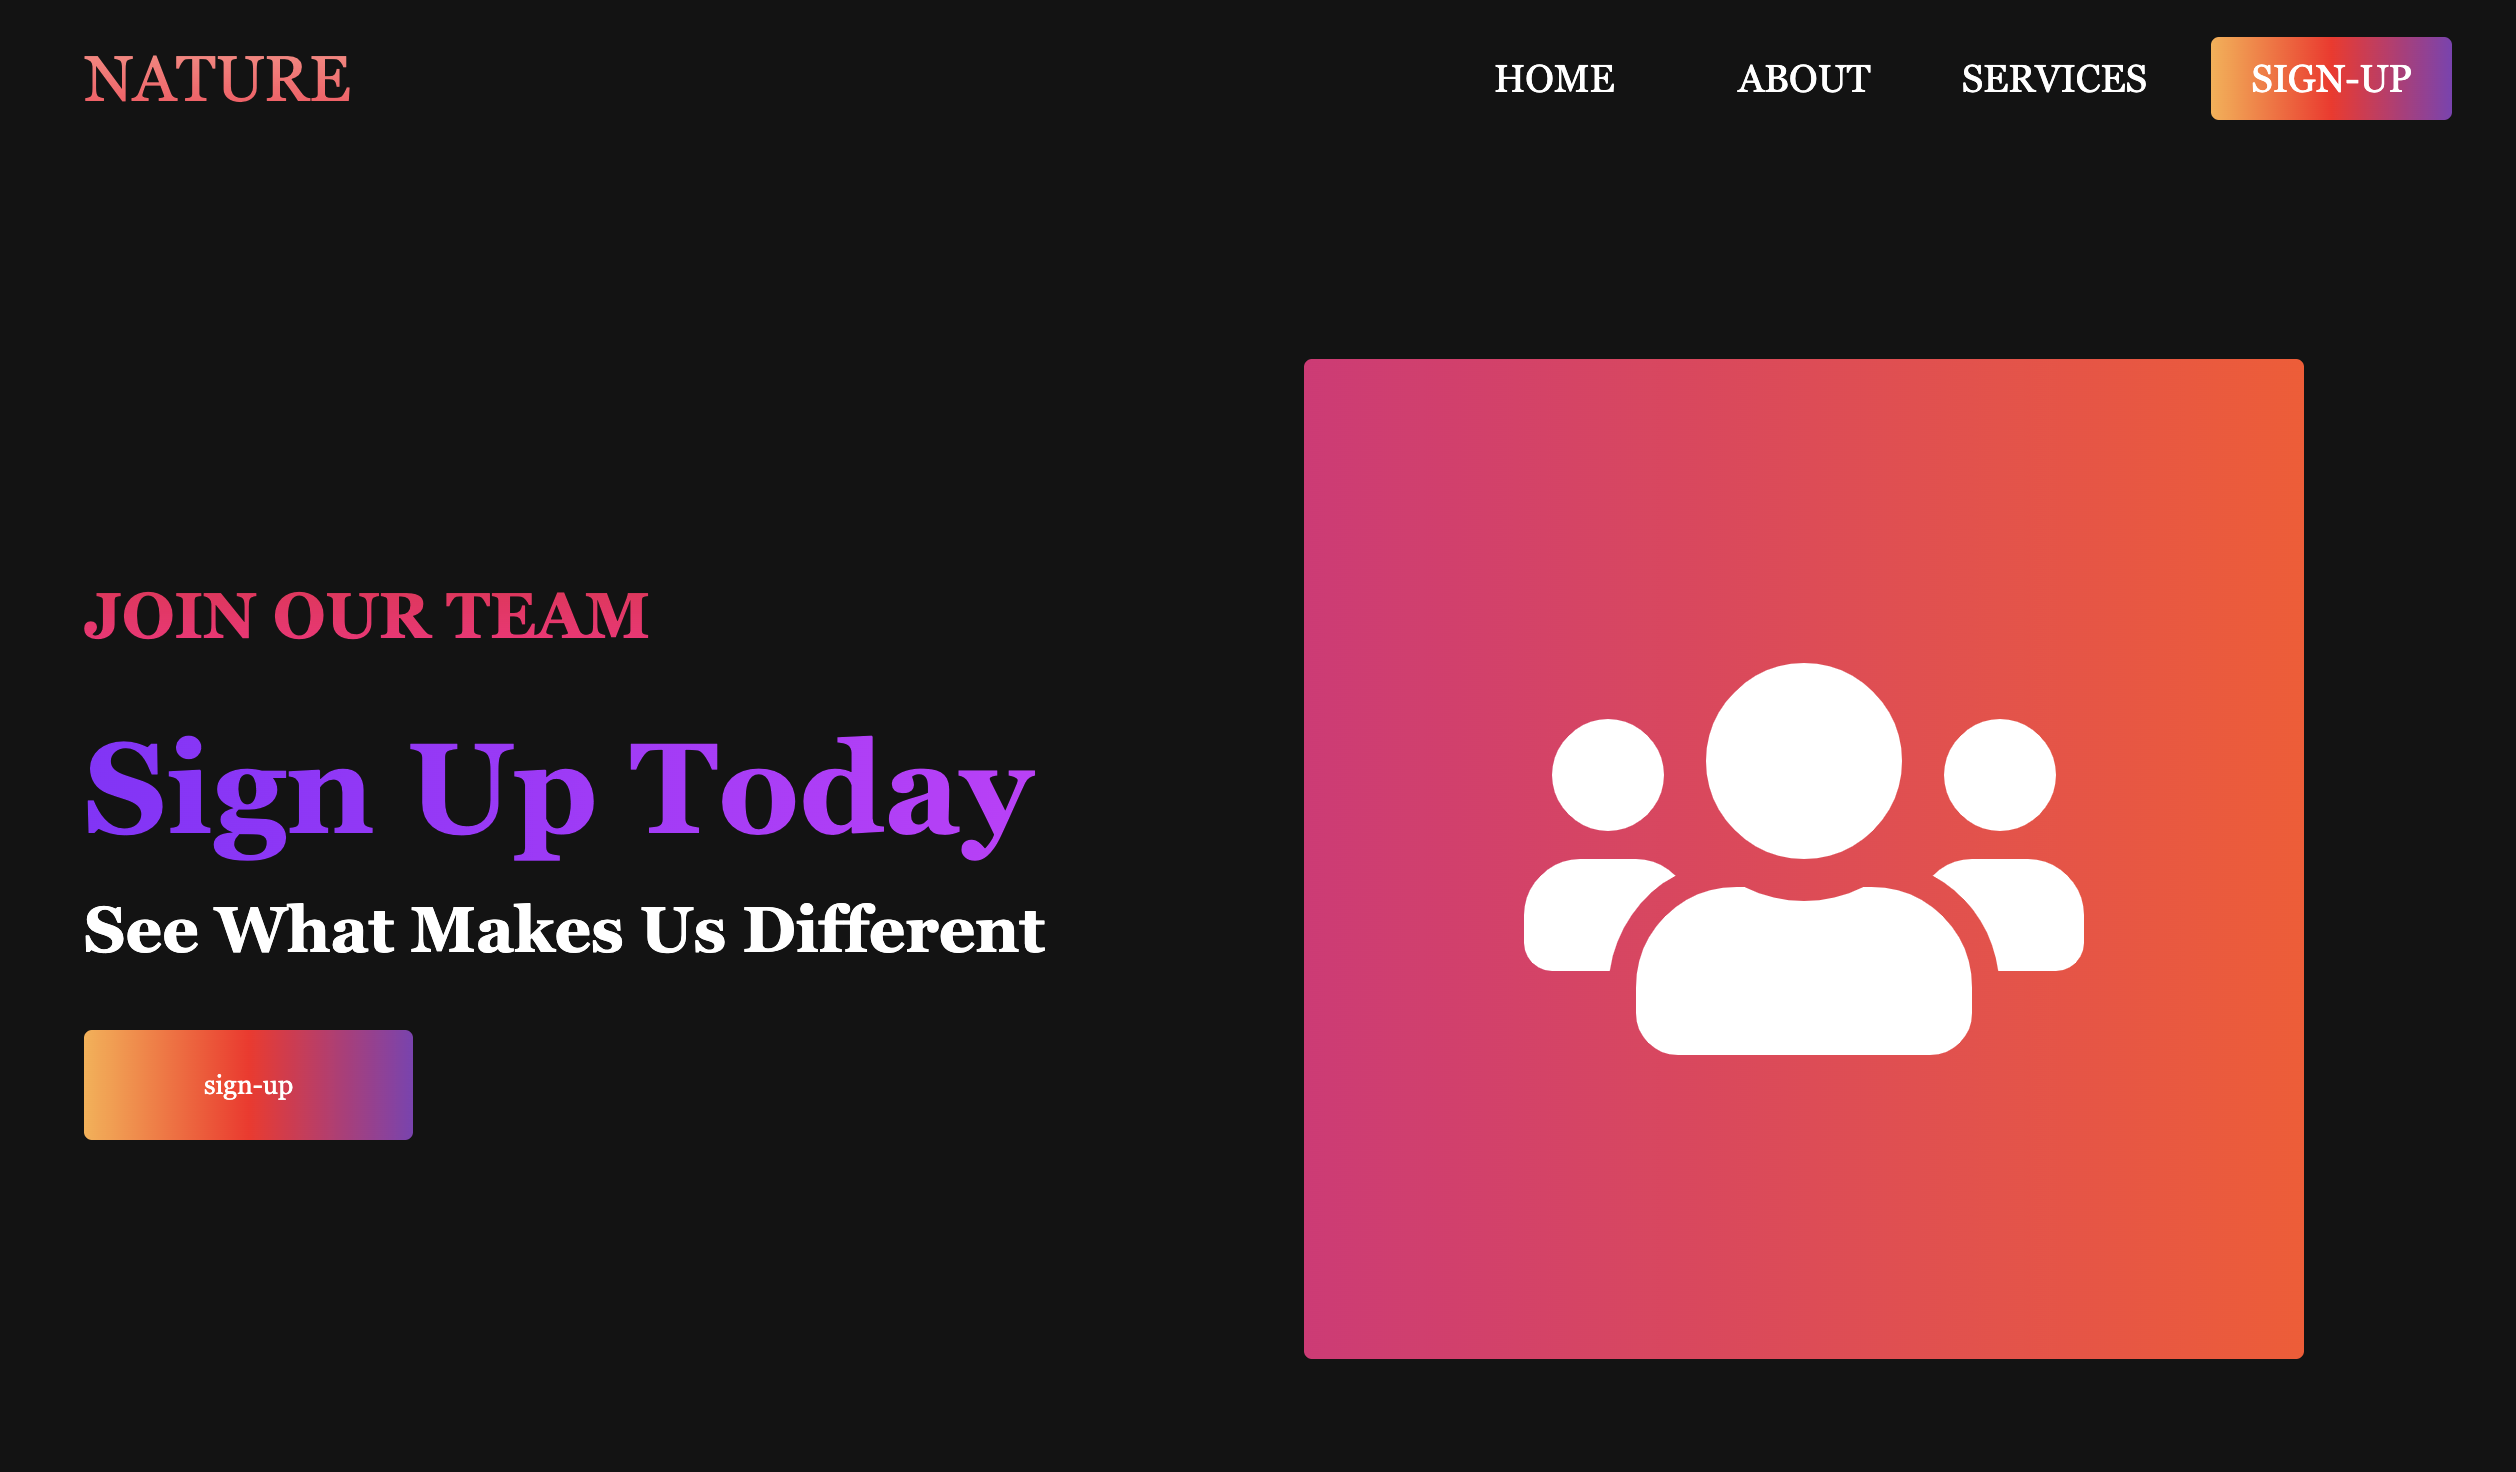 NATURE
HOME ABOUT SERVICES SIGN-UP
JOIN OUR TEAM
Sign Up Today
See What Makes Us Different
sign-up